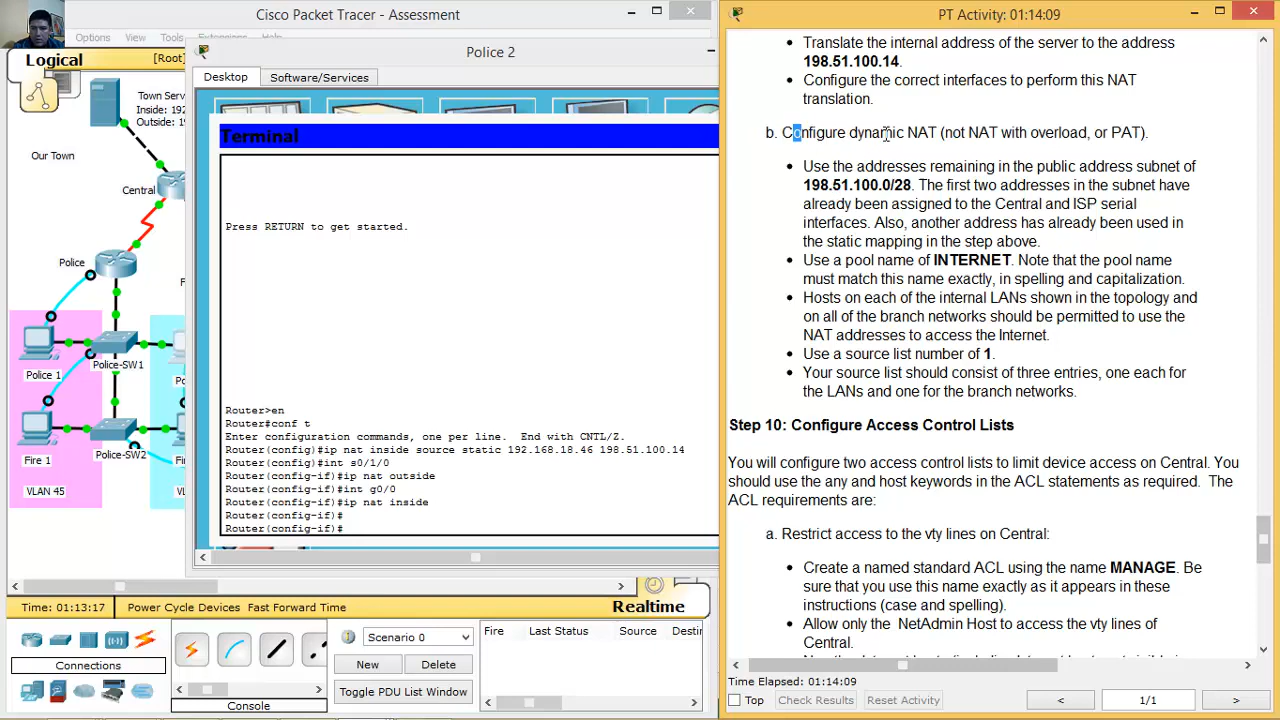 Cisco Packet Tracer - Assessment
Options View Tools Extensions Help
Logical
[Root]
Town Serv
Inside: 192
Outside: 19
Our Town
Central
Police
Police-SW1
Police 1
Police-SW2
Fire 1
VLAN 45
Police 2
Desktop
Software/Services
Terminal
Press RETURN to get started.
Router>en
Router#conf t
Enter configuration commands, one per line.  End with CNTL/Z.
Router(config)#ip nat inside source static 192.168.18.46 198.51.100.14
Router(config)#int s0/1/0
Router(config-if)#ip nat outside
Router(config-if)#int g0/0
Router(config-if)#ip nat inside
Router(config-if)#
Router(config-if)#
Time: 01:13:17
Power Cycle Devices Fast Forward Time
Realtime
Connections
Console
Scenario 0
New
Delete
Toggle PDU List Window
Fire Last Status Source Destin
PT Activity: 01:14:09
• Translate the internal address of the server to the address
198.51.100.14.
• Configure the correct interfaces to perform this NAT
translation.
b. Configure dynamic NAT (not NAT with overload, or PAT).
• Use the addresses remaining in the public address subnet of
198.51.100.0/28. The first two addresses in the subnet have
already been assigned to the Central and ISP serial
interfaces. Also, another address has already been used in
the static mapping in the step above.
• Use a pool name of INTERNET. Note that the pool name
must match this name exactly, in spelling and capitalization.
• Hosts on each of the internal LANs shown in the topology and
on all of the branch networks should be permitted to use the
NAT addresses to access the Internet.
• Use a source list number of 1.
• Your source list should consist of three entries, one each for
the LANs and one for the branch networks.
Step 10: Configure Access Control Lists
You will configure two access control lists to limit device access on Central. You
should use the any and host keywords in the ACL statements as required. The
ACL requirements are:
a. Restrict access to the vty lines on Central:
• Create a named standard ACL using the name MANAGE. Be
sure that you use this name exactly as it appears in these
instructions (case and spelling).
• Allow only the NetAdmin Host to access the vty lines of
Central.
Time Elapsed: 01:14:09
Top
Check Results
Reset Activity
<
1/1
>